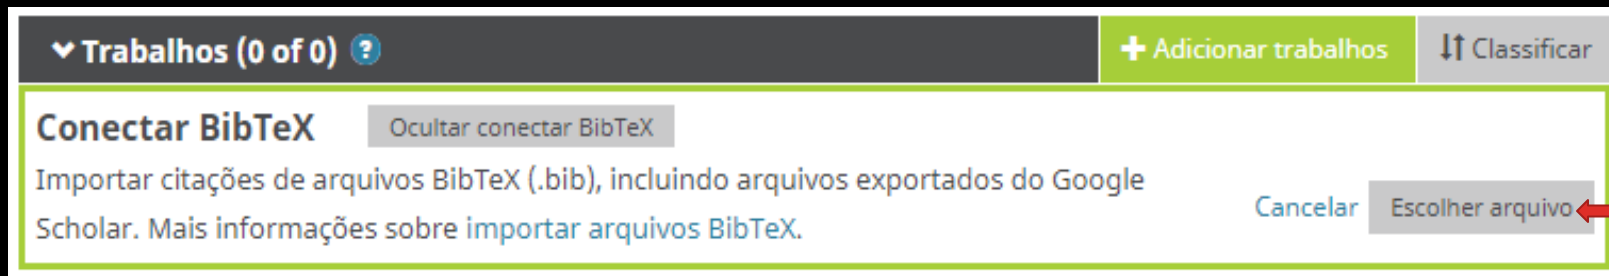 Trabalhos (0 of 0) ? + Adicionar trabalhos Classificar
Conectar BibTeX Ocultar conectar BibTeX
Importar citações de arquivos BibTeX (.bib), incluindo arquivos exportados do Google
Scholar. Mais informações sobre importar arquivos BibTeX.
Cancelar Escolher arquivo